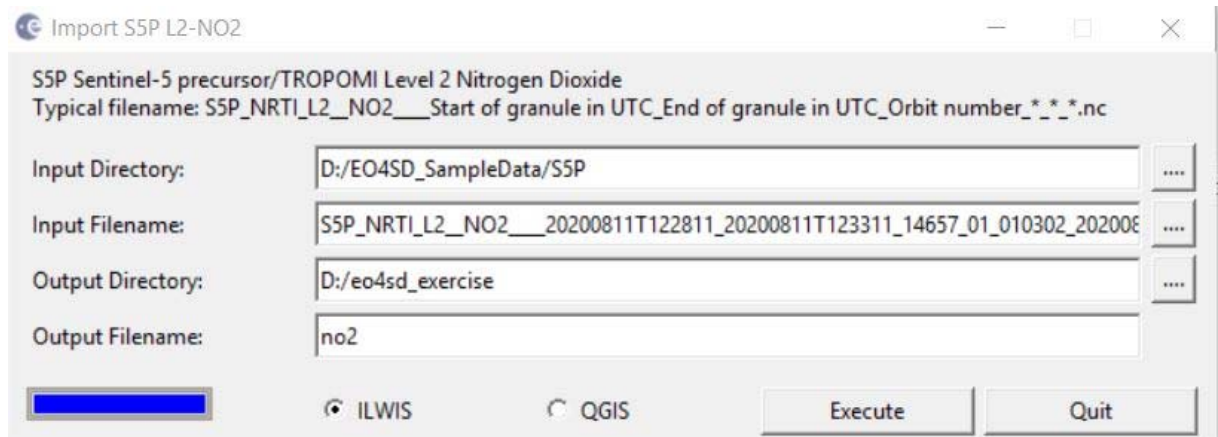 Import S5P L2-NO2
S5P Sentinel-5 precursor/TROPOMI Level 2 Nitrogen Dioxide
Typical filename: S5P_NRTI_L2__NO2____Start of granule in UTC_End of granule in UTC_Orbit number_*_*_*.nc
Input Directory: D:/EO4SD_SampleData/S5P ....
Input Filename: S5P_NRTI_L2__NO2____20200811T122811_20200811T123311_14657_01_010302_202008 ....
Output Directory: D:/eo4sd_exercise ....
Output Filename: no2
ILWIS QGIS Execute Quit